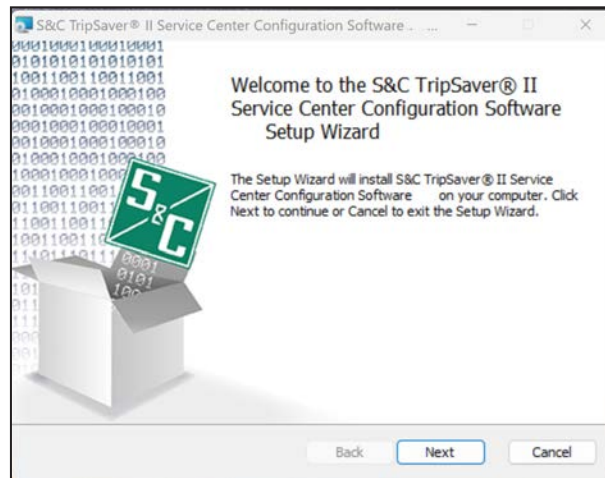 S&C TripSaver® II Service Center Configuration Software . ...
Welcome to the S&C TripSaver® II
Service Center Configuration Software
Setup Wizard
The Setup Wizard will install S&C TripSaver® II Service
Center Configuration Software on your computer. Click
Next to continue or Cancel to exit the Setup Wizard.
S&C
Back Next Cancel